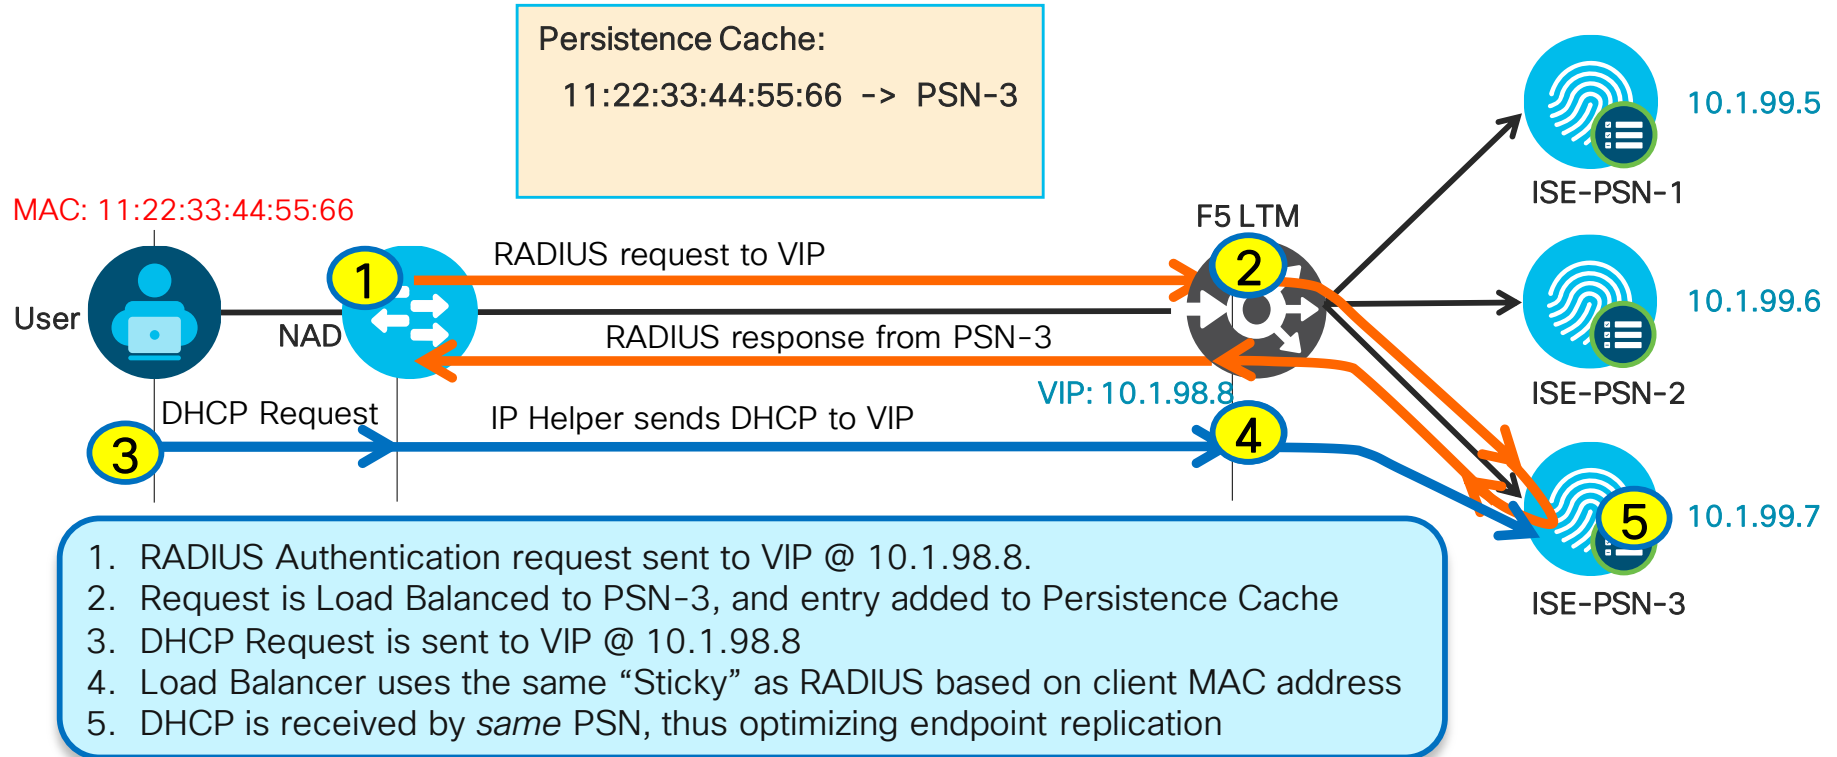 Persistence Cache:
11:22:33:44:55:66 -> PSN-3
10.1.99.5
ISE-PSN-1
MAC: 11:22:33:44:55:66
F5 LTM
RADIUS request to VIP
1
2
User
NAD
10.1.99.6
RADIUS response from PSN-3
VIP: 10.1.98.8
ISE-PSN-2
DHCP Request
IP Helper sends DHCP to VIP
3
4
5
10.1.99.7
ISE-PSN-3
1. RADIUS Authentication request sent to VIP @ 10.1.98.8.
2. Request is Load Balanced to PSN-3, and entry added to Persistence Cache
3. DHCP Request is sent to VIP @ 10.1.98.8
4. Load Balancer uses the same “Sticky” as RADIUS based on client MAC address
5. DHCP is received by same PSN, thus optimizing endpoint replication